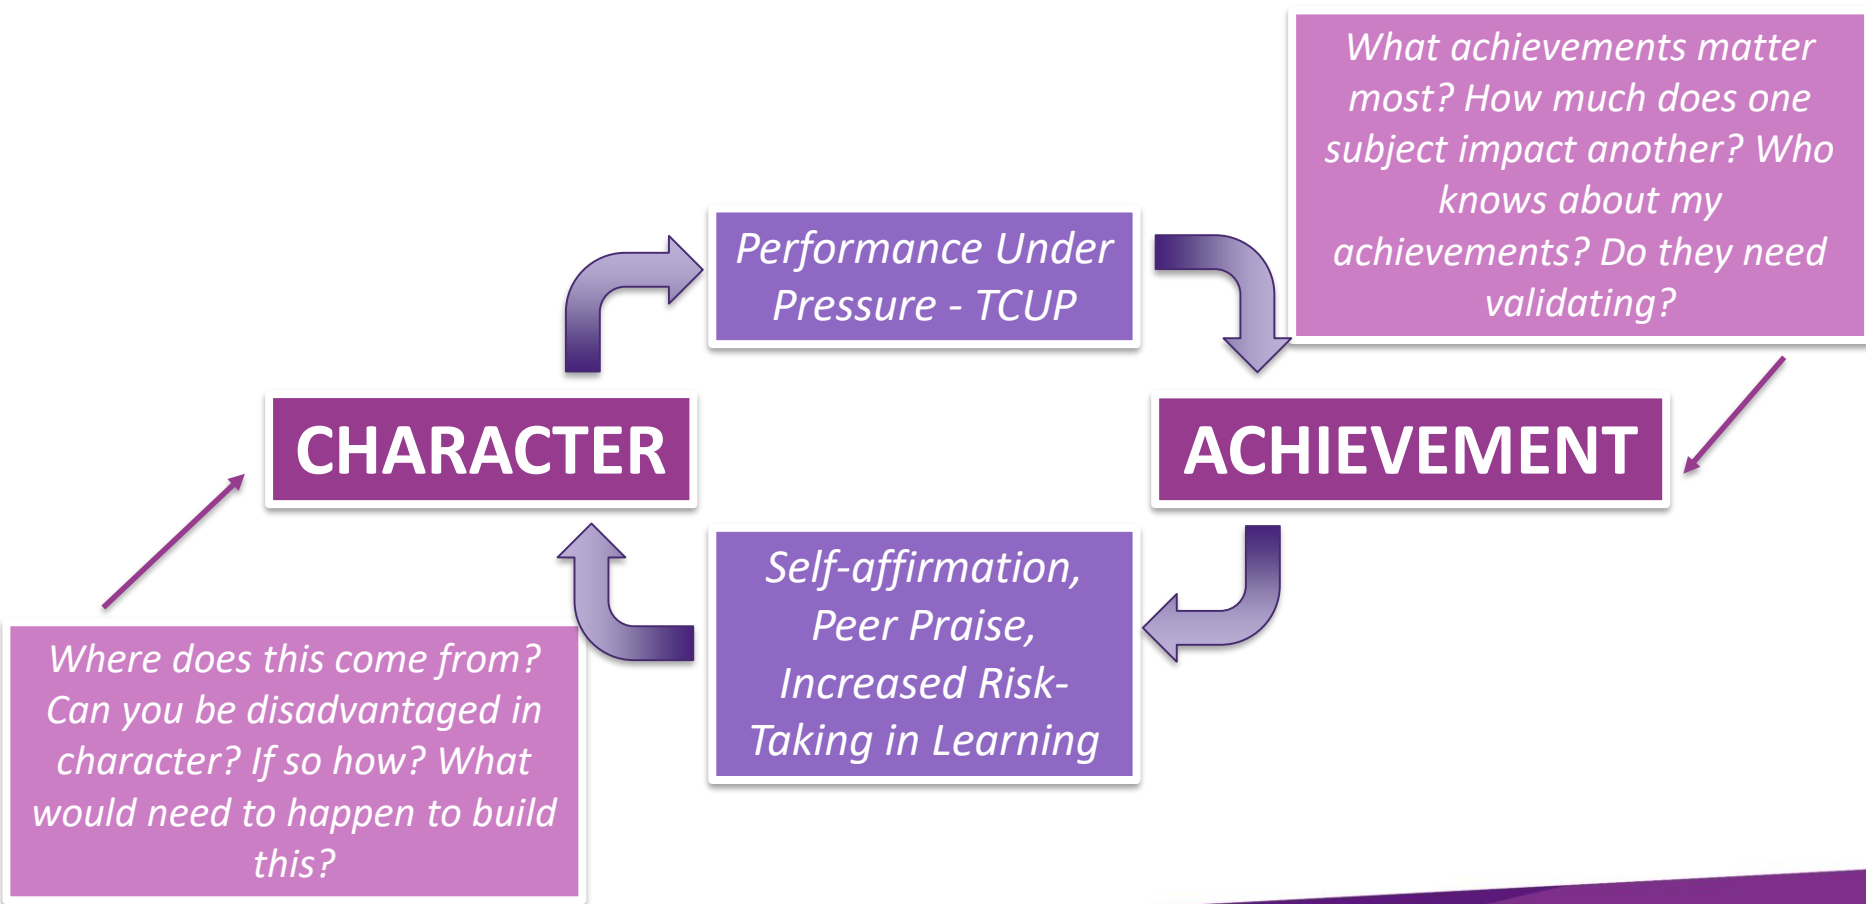 What achievements matter
most? How much does one
subject impact another? Who
knows about my
achievements? Do they need
validating?
Performance Under
Pressure - TCUP
CHARACTER
ACHIEVEMENT
Self-affirmation,
Peer Praise,
Increased Risk-
Taking in Learning
Where does this come from?
Can you be disadvantaged in
character? If so how? What
would need to happen to build
this?